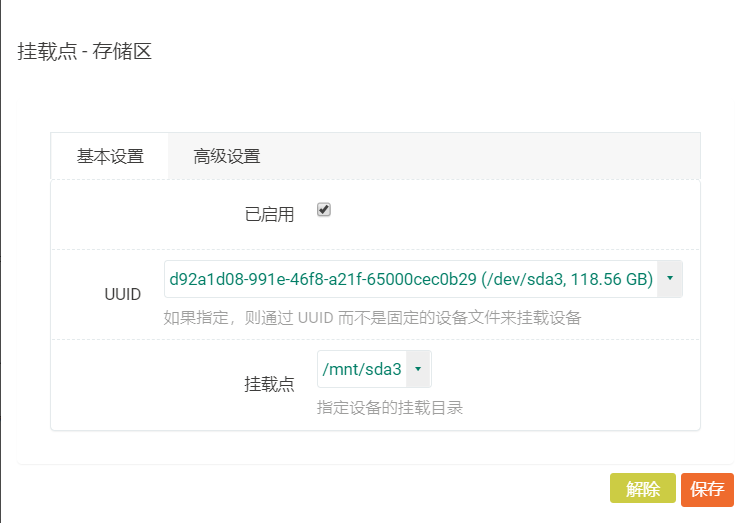 挂载点 - 存储区
基本设置 高级设置
已启用
UUID d92a1d08-991e-46f8-a21f-65000cec0b29 (/dev/sda3, 118.56 GB)
如果指定，则通过 UUID 而不是固定的设备文件来挂载设备
挂载点 /mnt/sda3
指定设备的挂载目录
解除 保存